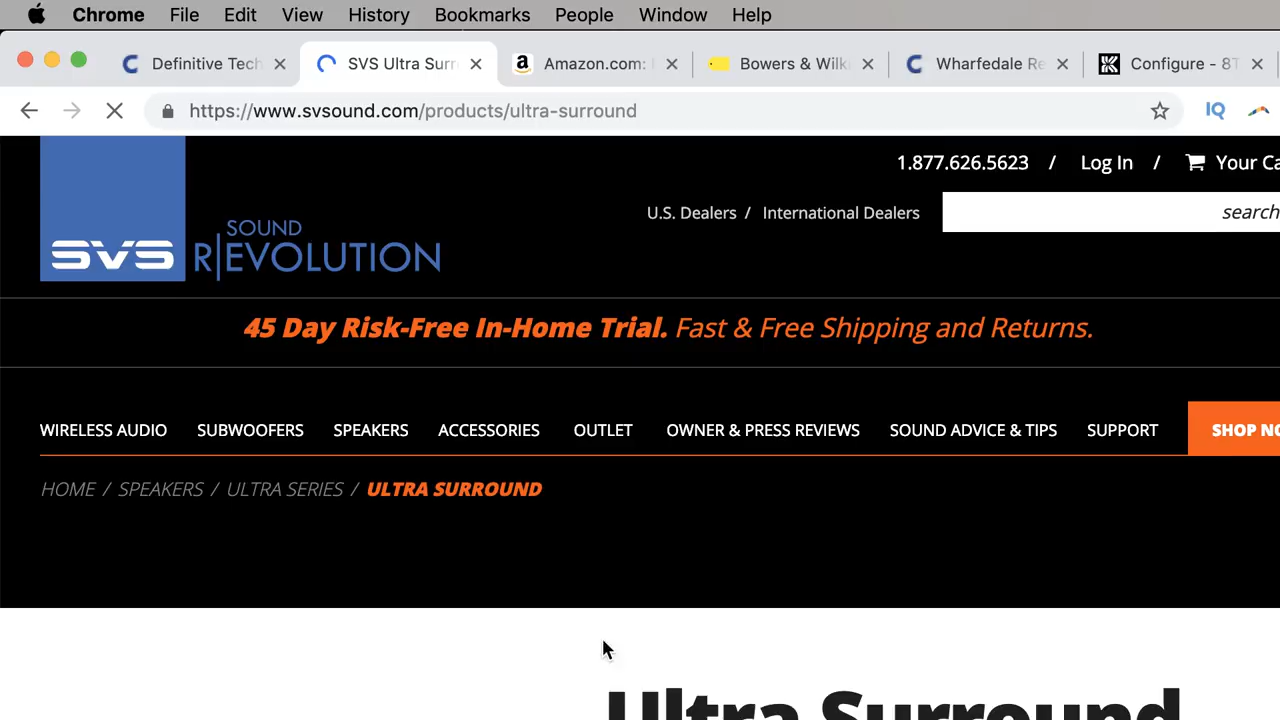 Chrome File Edit View History Bookmarks People Window Help
Definitive Tech SVS Ultra Surr Amazon.com: Bowers & Wilk Wharfedale Re Configure - 8T
https://www.svsound.com/products/ultra-surround IQ
1.877.626.5623 / Log In / Your Ca
U.S. Dealers / International Dealers search
SVS SOUND
R|EVOLUTION
45 Day Risk-Free In-Home Trial. Fast & Free Shipping and Returns.
WIRELESS AUDIO SUBWOOFERS SPEAKERS ACCESSORIES OUTLET OWNER & PRESS REVIEWS SOUND ADVICE & TIPS SUPPORT SHOP NO
HOME / SPEAKERS / ULTRA SERIES / ULTRA SURROUND
Ultra Surround